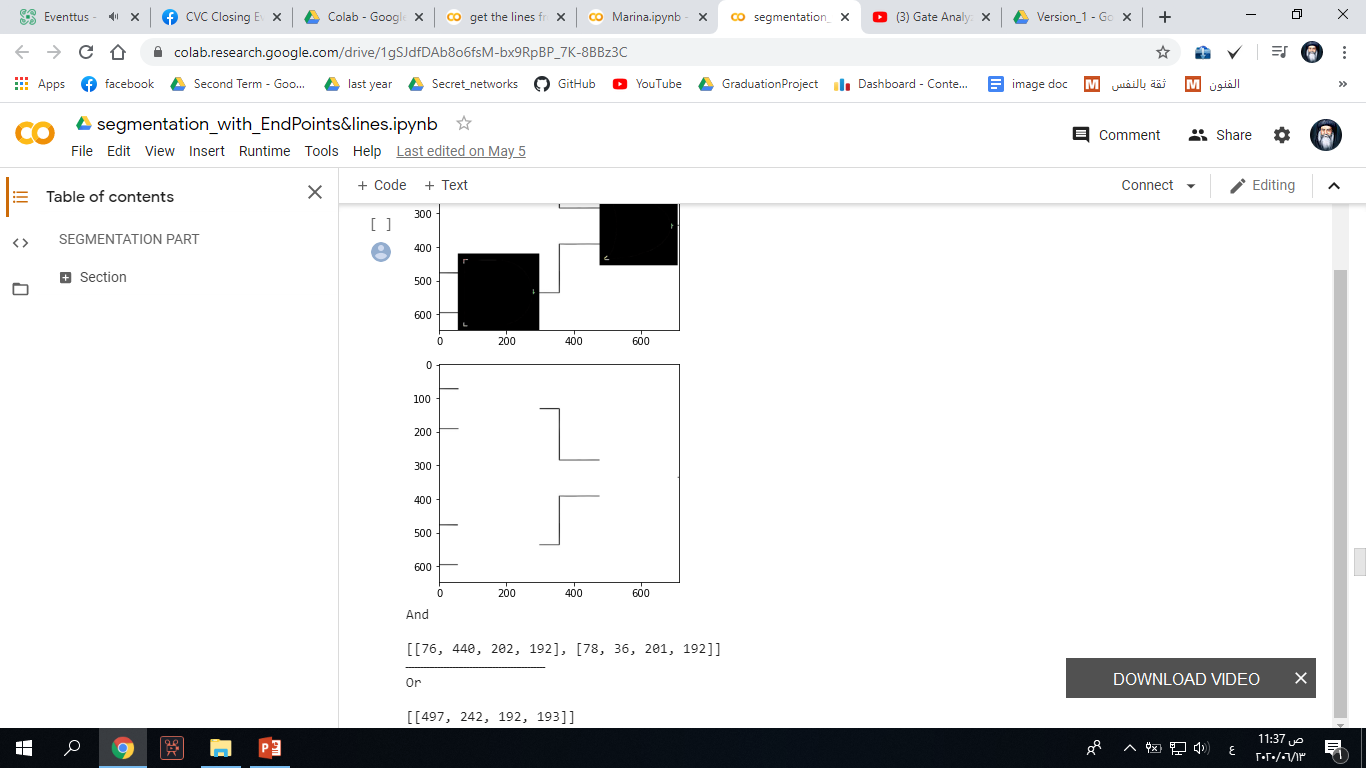 Eventtus -
CVC Closing Ev
Colab - Google
get the lines fr
Marina.ipynb -
segmentation_
(3) Gate Analy
Version_1 - Go
colab.research.google.com/drive/1gSJdfDAb8o6fsM-bx9RpBP_7K-8BBz3C
Apps
facebook
Second Term - Goo...
last year
Secret_networks
GitHub
YouTube
GraduationProject
Dashboard - Conte...
image doc
ثقة بالنفس
الفنون
»
segmentation_with_EndPoints&lines.ipynb
File Edit View Insert Runtime Tools Help Last edited on May 5
Comment
Share
Table of contents
SEGMENTATION PART
Section
+ Code + Text
Connect
Editing
[ ]
300
400
500
600
0 200 400 600
0
100
200
300
400
500
600
0 200 400 600
And
[[76, 440, 202, 192], [78, 36, 201, 192]]
Or
[[497, 242, 192, 193]]
DOWNLOAD VIDEO
ع
ص 11:37
٢٠٢٠/٠٦/١٣
1